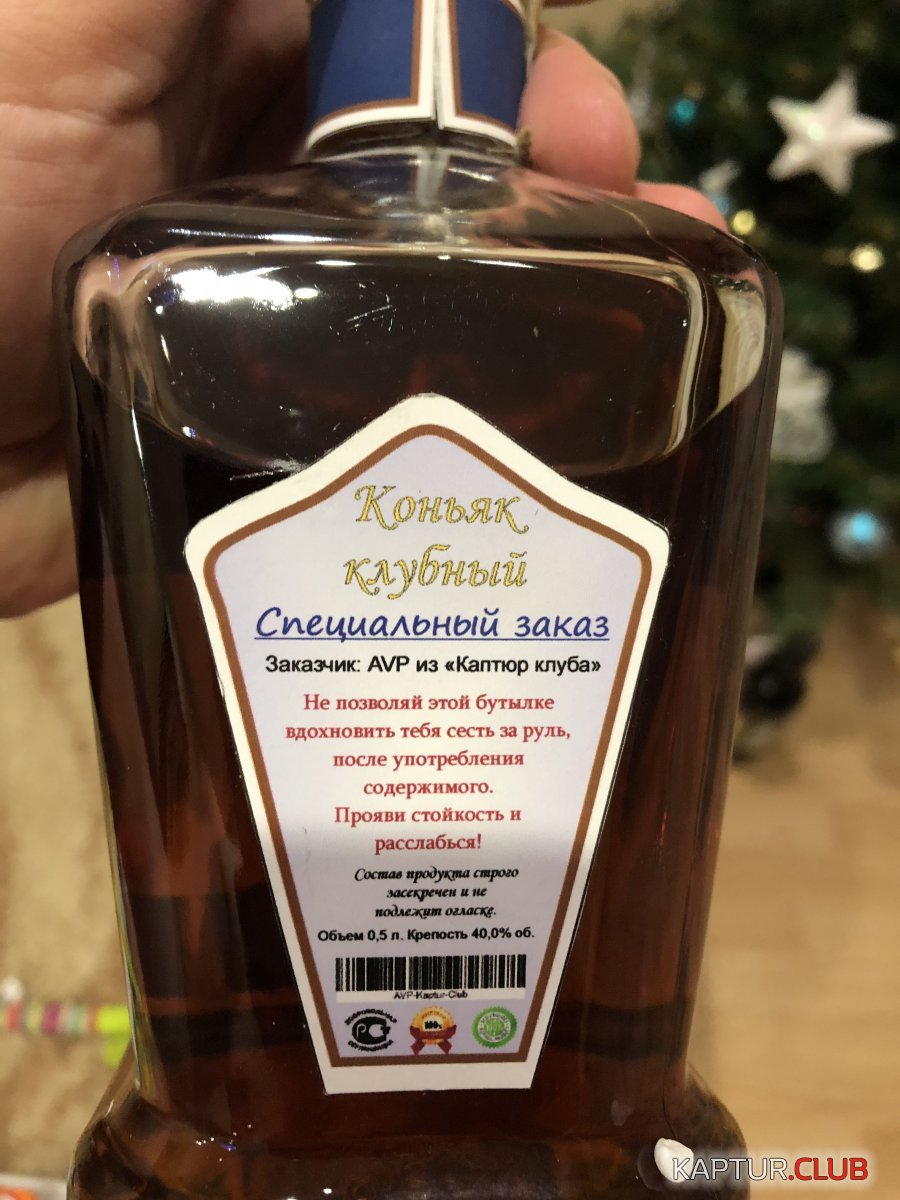 Коньяк
клубный
Специальный заказ
Заказчик: AVP из «Каптюр клуба»
Не позволяй этой бутылке
вдохновить тебя сесть за руль,
после употребления
содержимого.
Прояви стойкость и
расслабься!
Состав продукта строго
засекречен и не
подлежит огласке.
Объем 0,5 л. Крепость 40,0% об.
AVP-Kaptur-Club
ДОБРОВОЛЬНАЯ
100%
KAPTUR.CLUB